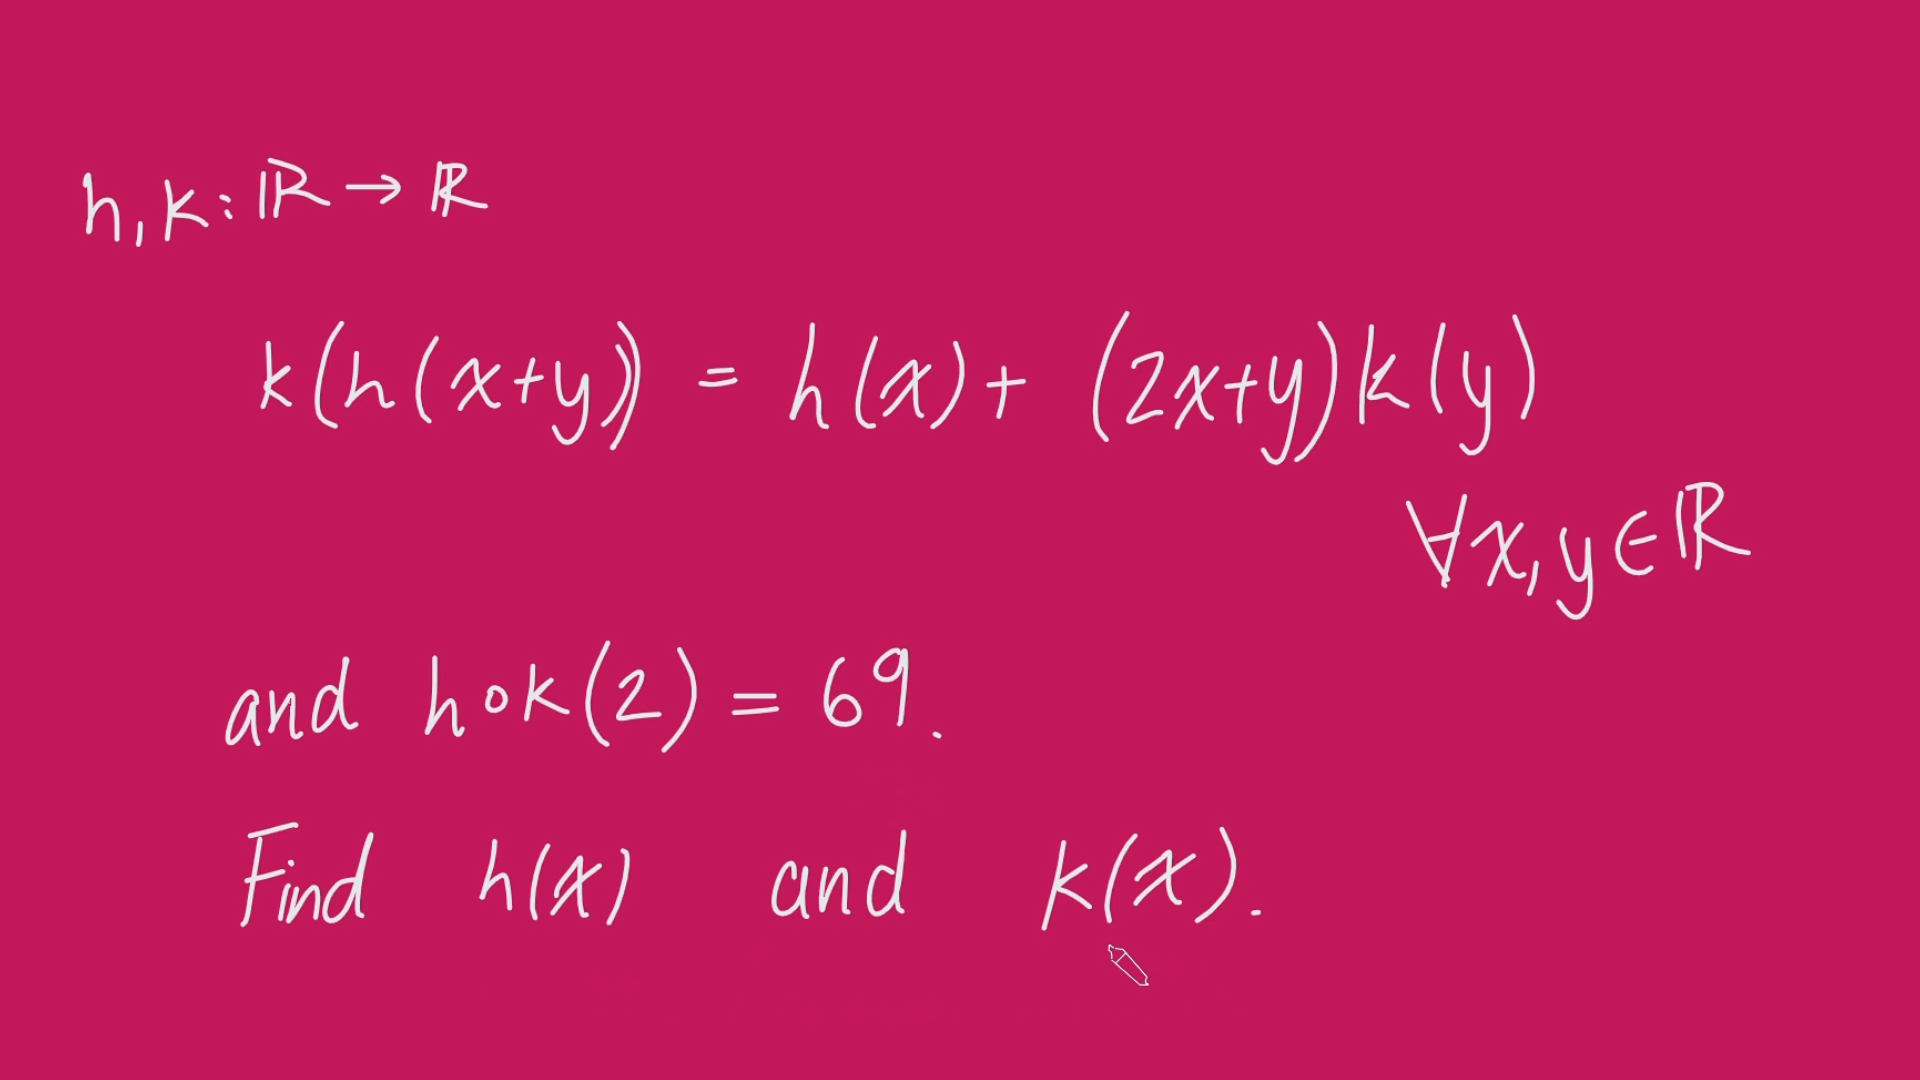 h,k: ℝ → ℝ
k(h(x+y)) = h(x) + (2x+y)k(y)
∀x,y∈ℝ
and h∘k(2) = 69.
Find h(x) and k(x).